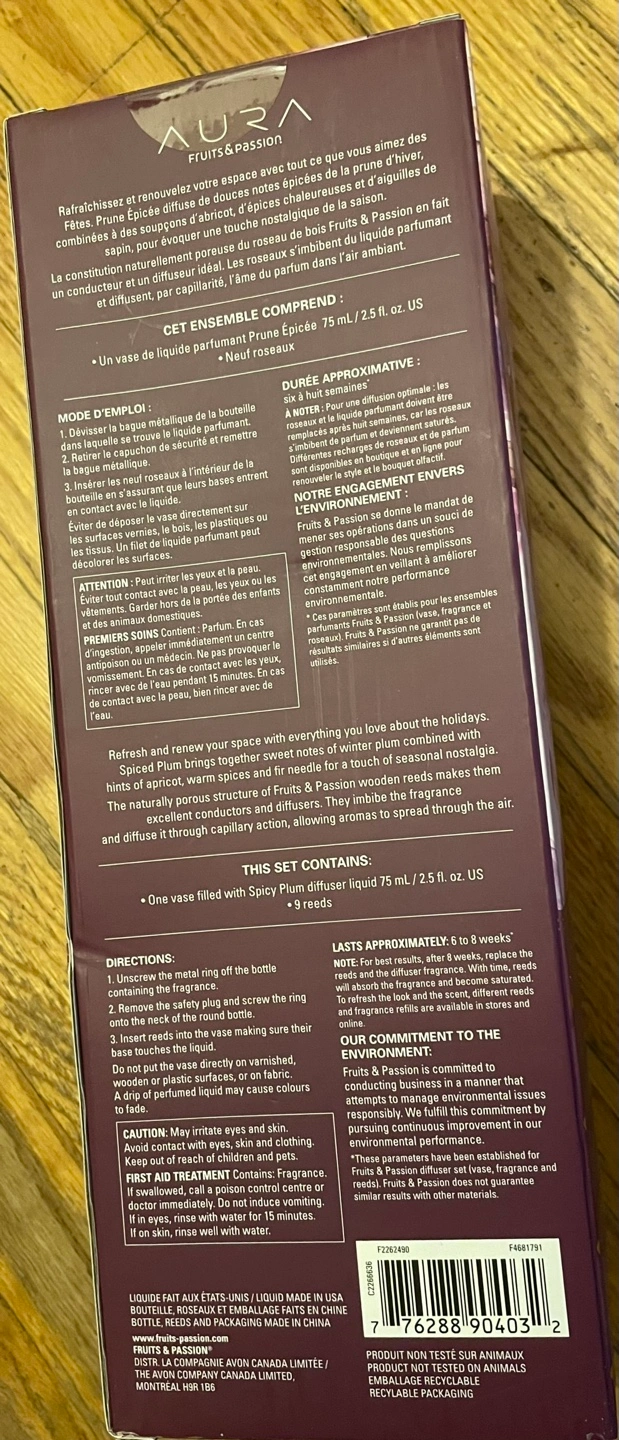 AURA
FRUITS & PASSION
Rafraîchissez et renouvelez votre espace avec tout ce que vous aimez des
Fêtes. Prune Épicée diffuse de douces notes épicées de la prune d'hiver,
combinées à des soupçons d'abricot, d'épices chaleureuses et d'aiguilles de
sapin, pour évoquer une touche nostalgique de la saison.
La constitution naturellement poreuse du roseau de bois Fruits & Passion en fait
un conducteur et un diffuseur idéal. Les roseaux s'imbibent du liquide parfumant
et diffusent, par capillarité, l'âme du parfum dans l'air ambiant.
CET ENSEMBLE COMPREND :
• Un vase de liquide parfumant Prune Épicée 75 mL / 2.5 fl. oz. US
• Neuf roseaux
MODE D'EMPLOI :
1. Dévisser la bague métallique de la bouteille
dans laquelle se trouve le liquide parfumant.
2. Retirer le capuchon de sécurité et remettre
la bague métallique.
3. Insérer les neuf roseaux à l'intérieur de la
bouteille en s'assurant que leurs bases entrent
en contact avec le liquide.
Éviter de déposer le vase directement sur
les surfaces vernies, le bois, les plastiques ou
les tissus. Un filet de liquide parfumant peut
décolorer les surfaces.
ATTENTION : Peut irriter les yeux et la peau.
Éviter tout contact avec la peau, les yeux ou les
vêtements. Garder hors de la portée des enfants
et des animaux domestiques.
PREMIERS SOINS Contient : Parfum. En cas
d'ingestion, appeler immédiatement un centre
antipoison ou un médecin. Ne pas provoquer le
vomissement. En cas de contact avec les yeux,
rincer avec de l'eau pendant 15 minutes. En cas
de contact avec la peau, bien rincer avec de
l'eau.
DURÉE APPROXIMATIVE :
six à huit semaines*
À NOTER : Pour une diffusion optimale : les
roseaux et le liquide parfumant doivent être
remplacés après huit semaines, car les roseaux
s'imbibent de parfum et deviennent saturés.
Différentes recharges de roseaux et de parfum
sont disponibles en boutique et en ligne pour
renouveler le style et le bouquet olfactif.
NOTRE ENGAGEMENT ENVERS
L'ENVIRONNEMENT :
Fruits & Passion se donne le mandat de
mener ses opérations dans un souci de
gestion responsable des questions
environnementales. Nous remplissons
cet engagement en veillant à améliorer
constamment notre performance
environnementale.
* Ces paramètres sont établis pour les ensembles
parfumants Fruits & Passion (vase, fragrance et
roseaux). Fruits & Passion ne garantit pas de
résultats similaires si d'autres éléments sont
utilisés.
Refresh and renew your space with everything you love about the holidays.
Spiced Plum brings together sweet notes of winter plum combined with
hints of apricot, warm spices and fir needle for a touch of seasonal nostalgia.
The naturally porous structure of Fruits & Passion wooden reeds makes them
excellent conductors and diffusers. They imbibe the fragrance
and diffuse it through capillary action, allowing aromas to spread through the air.
THIS SET CONTAINS:
• One vase filled with Spicy Plum diffuser liquid 75 mL / 2.5 fl. oz. US
• 9 reeds
DIRECTIONS:
1. Unscrew the metal ring off the bottle
containing the fragrance.
2. Remove the safety plug and screw the ring
onto the neck of the round bottle.
3. Insert reeds into the vase making sure their
base touches the liquid.
Do not put the vase directly on varnished,
wooden or plastic surfaces, or on fabric.
A drip of perfumed liquid may cause colours
to fade.
CAUTION: May irritate eyes and skin.
Avoid contact with eyes, skin and clothing.
Keep out of reach of children and pets.
FIRST AID TREATMENT Contains: Fragrance.
If swallowed, call a poison control centre or
doctor immediately. Do not induce vomiting.
If in eyes, rinse with water for 15 minutes.
If on skin, rinse well with water.
LASTS APPROXIMATELY: 6 to 8 weeks*
NOTE: For best results, after 8 weeks, replace the
reeds and the diffuser fragrance. With time, reeds
will absorb the fragrance and become saturated.
To refresh the look and the scent, different reeds
and fragrance refills are available in stores and
online.
OUR COMMITMENT TO THE
ENVIRONMENT:
Fruits & Passion is committed to
conducting business in a manner that
attempts to manage environmental issues
responsibly. We fulfill this commitment by
pursuing continuous improvement in our
environmental performance.
*These parameters have been established for
Fruits & Passion diffuser set (vase, fragrance and
reeds). Fruits & Passion does not guarantee
similar results with other materials.
LIQUIDE FAIT AUX ÉTATS-UNIS / LIQUID MADE IN USA
BOUTEILLE, ROSEAUX ET EMBALLAGE FAITS EN CHINE
BOTTLE, REEDS AND PACKAGING MADE IN CHINA
www.fruits-passion.com
FRUITS & PASSION®
DISTR. LA COMPAGNIE AVON CANADA LIMITÉE /
THE AVON COMPANY CANADA LIMITED,
MONTRÉAL H9R 1B6
F2262490 F4681791
C2266636
7 76288 90403 2
PRODUIT NON TESTÉ SUR ANIMAUX
PRODUCT NOT TESTED ON ANIMALS
EMBALLAGE RECYCLABLE
RECYLABLE PACKAGING